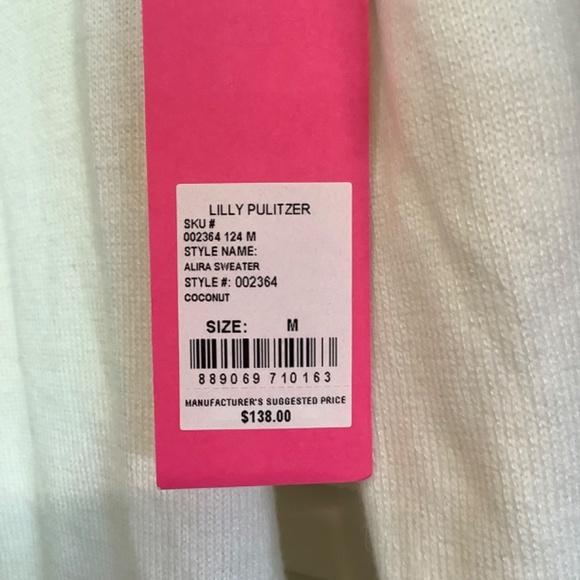 LILLY PULITZER
SKU #
002364 124 M
STYLE NAME:
ALIRA SWEATER
STYLE #: 002364
COCONUT
SIZE: M
889069 710163
MANUFACTURER'S SUGGESTED PRICE
$138.00